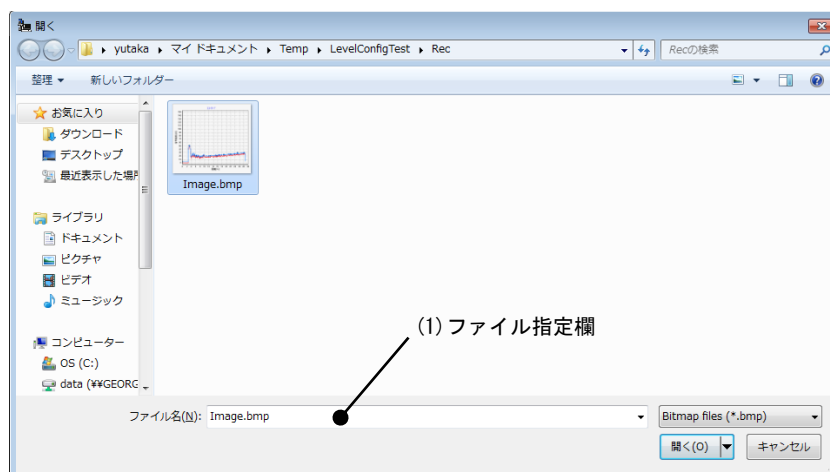 開く
yutaka ▸ マイ ドキュメント ▸ Temp ▸ LevelConfigTest ▸ Rec
Recの検索
整理 ▼ 新しいフォルダー
お気に入り
ダウンロード
デスクトップ
最近表示した場所
ライブラリ
ドキュメント
ピクチャ
ビデオ
ミュージック
コンピューター
OS (C:)
data (¥¥GEORG
Image.bmp
(1)ファイル指定欄
ファイル名(N): Image.bmp
Bitmap files (*.bmp)
開く(O) キャンセル